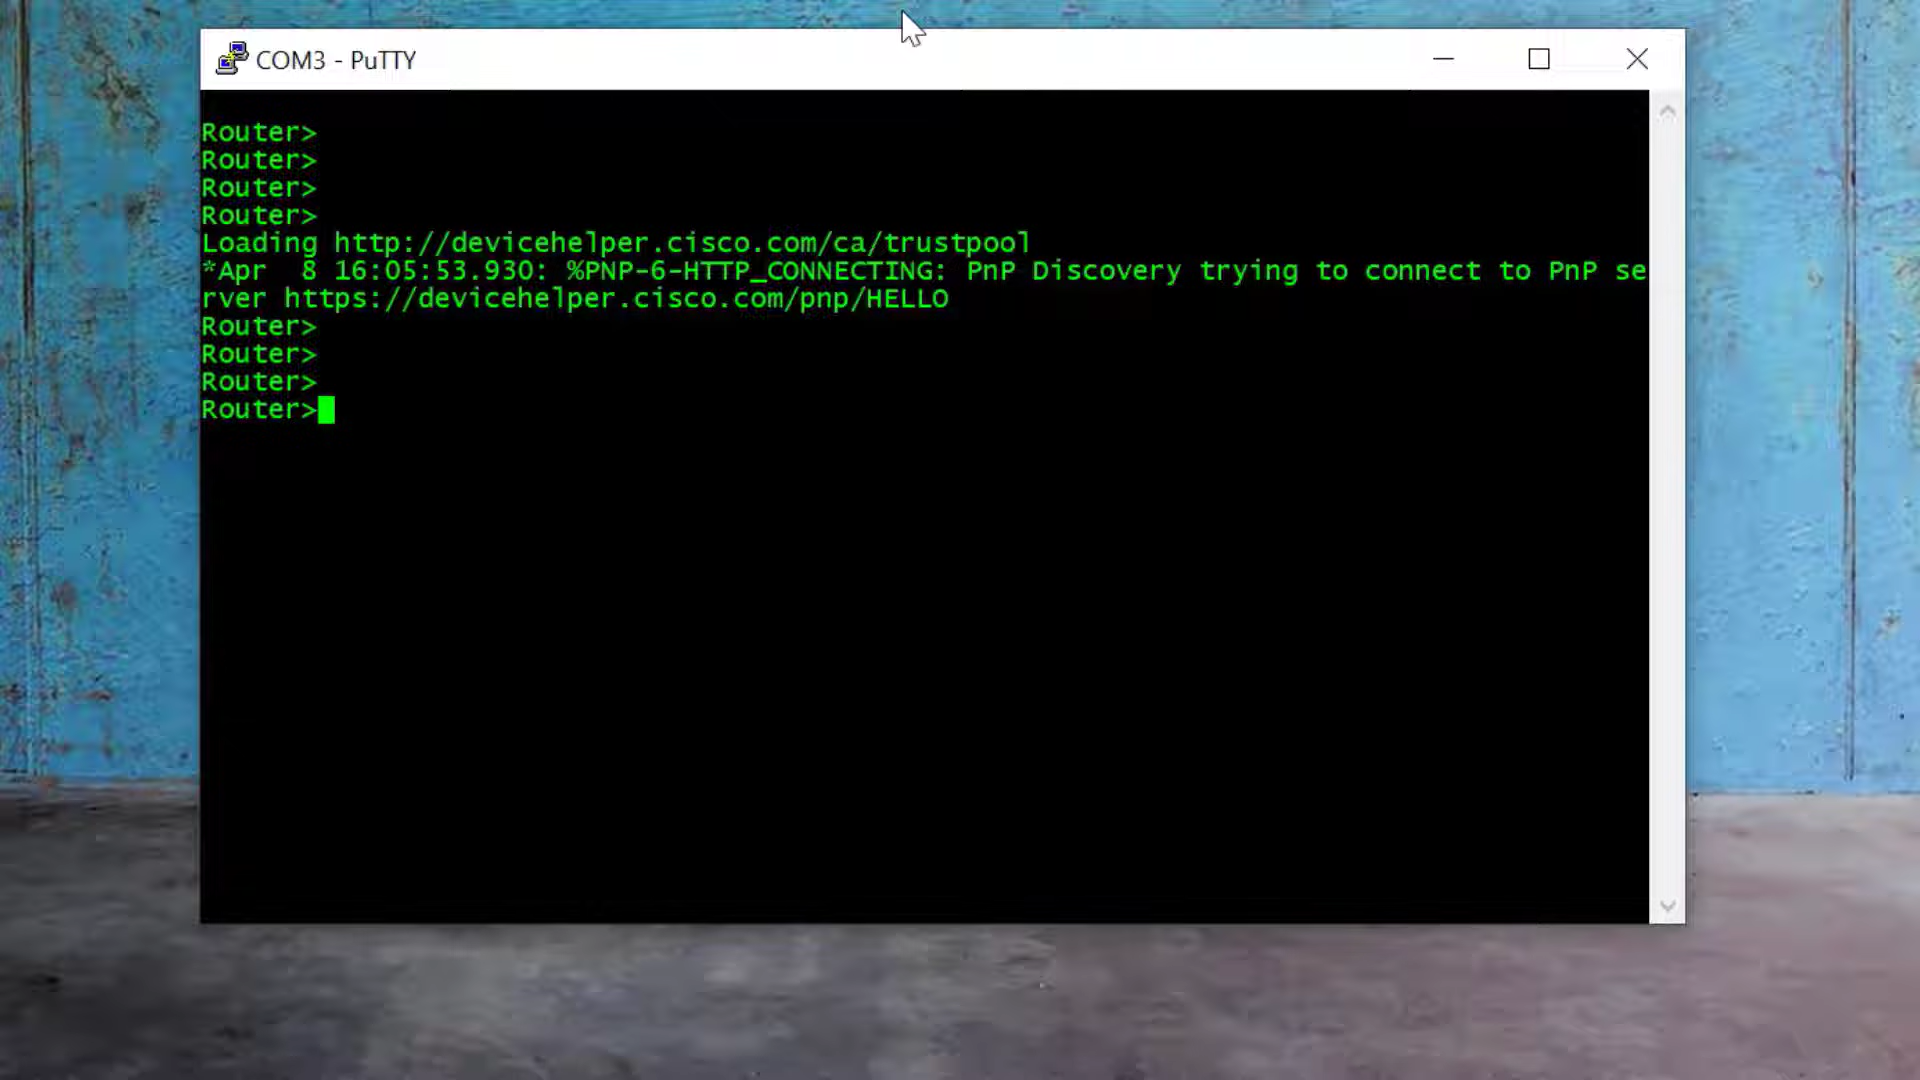 COM3 - PuTTY
Router>
Router>
Router>
Router>
Loading http://devicehelper.cisco.com/ca/trustpool
*Apr  8 16:05:53.930: %PNP-6-HTTP_CONNECTING: PnP Discovery trying to connect to PnP se
rver https://devicehelper.cisco.com/pnp/HELLO
Router>
Router>
Router>
Router>